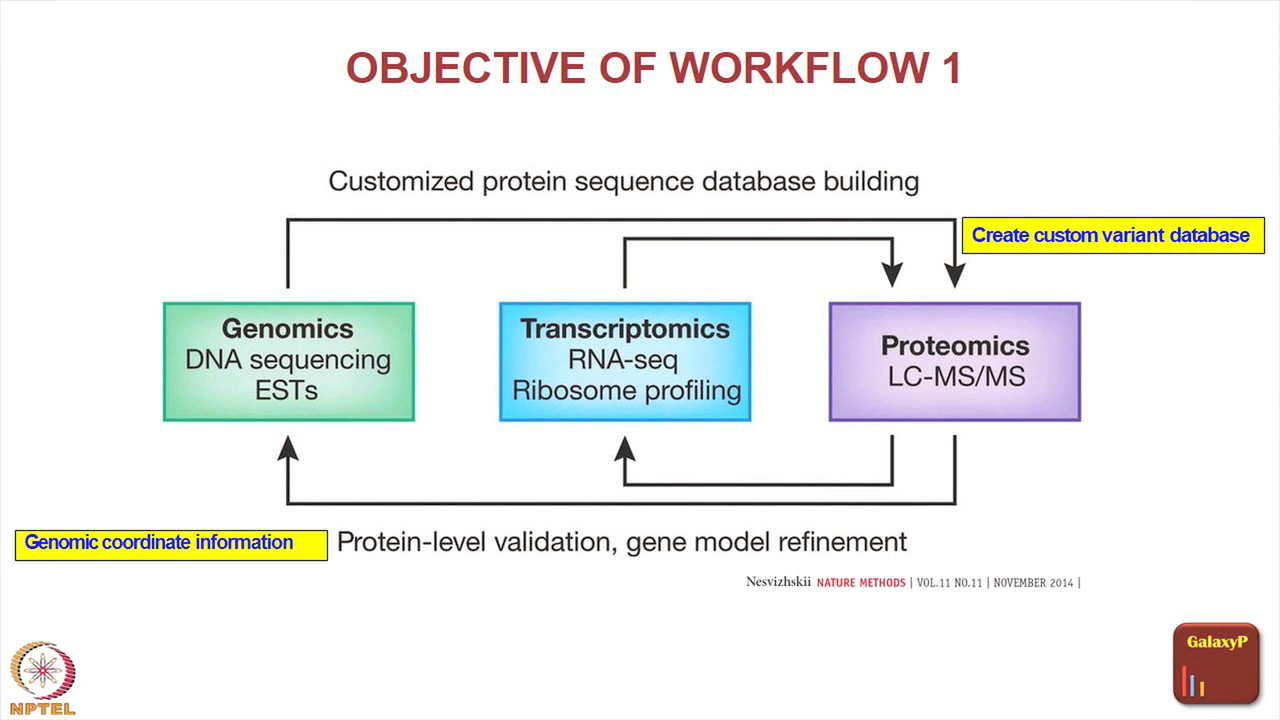 OBJECTIVE OF WORKFLOW 1
Customized protein sequence database building
Create custom variant database
Genomics
DNA sequencing
ESTs
Transcriptomics
RNA-seq
Ribosome profiling
Proteomics
LC-MS/MS
Genomic coordinate information
Protein-level validation, gene model refinement
Nesvizhskii NATURE METHODS | VOL.11 NO.11 | NOVEMBER 2014 |
NPTEL
GalaxyP